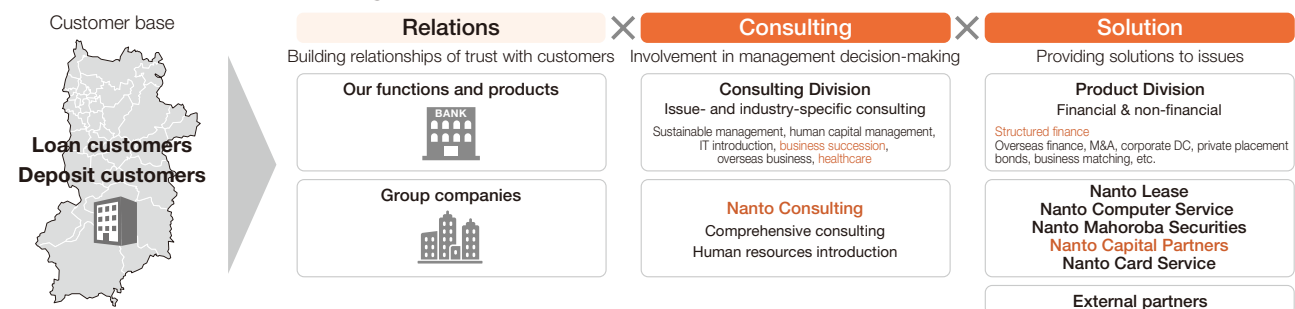 Customer base
Loan customers
Deposit customers
Relations
Building relationships of trust with customers
Our functions and products
BANK
Group companies
Consulting
Involvement in management decision-making
Consulting Division
Issue- and industry-specific consulting
Sustainable management, human capital management,
IT introduction, business succession,
overseas business, healthcare
Nanto Consulting
Comprehensive consulting
Human resources introduction
Solution
Providing solutions to issues
Product Division
Financial & non-financial
Structured finance
Overseas finance, M&A, corporate DC, private placement
bonds, business matching, etc.
Nanto Lease
Nanto Computer Service
Nanto Mahoroba Securities
Nanto Capital Partners
Nanto Card Service
External partners